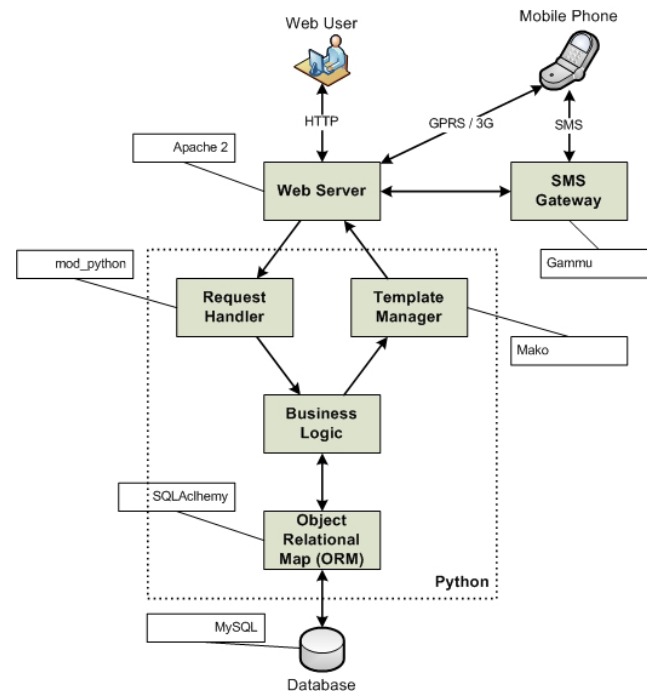 Web User
Mobile Phone
HTTP
GPRS / 3G
SMS
Apache 2
Web Server
SMS
Gateway
Gammu
mod_python
Request
Handler
Template
Manager
Mako
Business
Logic
SQLAclhemy
Object
Relational
Map (ORM)
Python
MySQL
Database